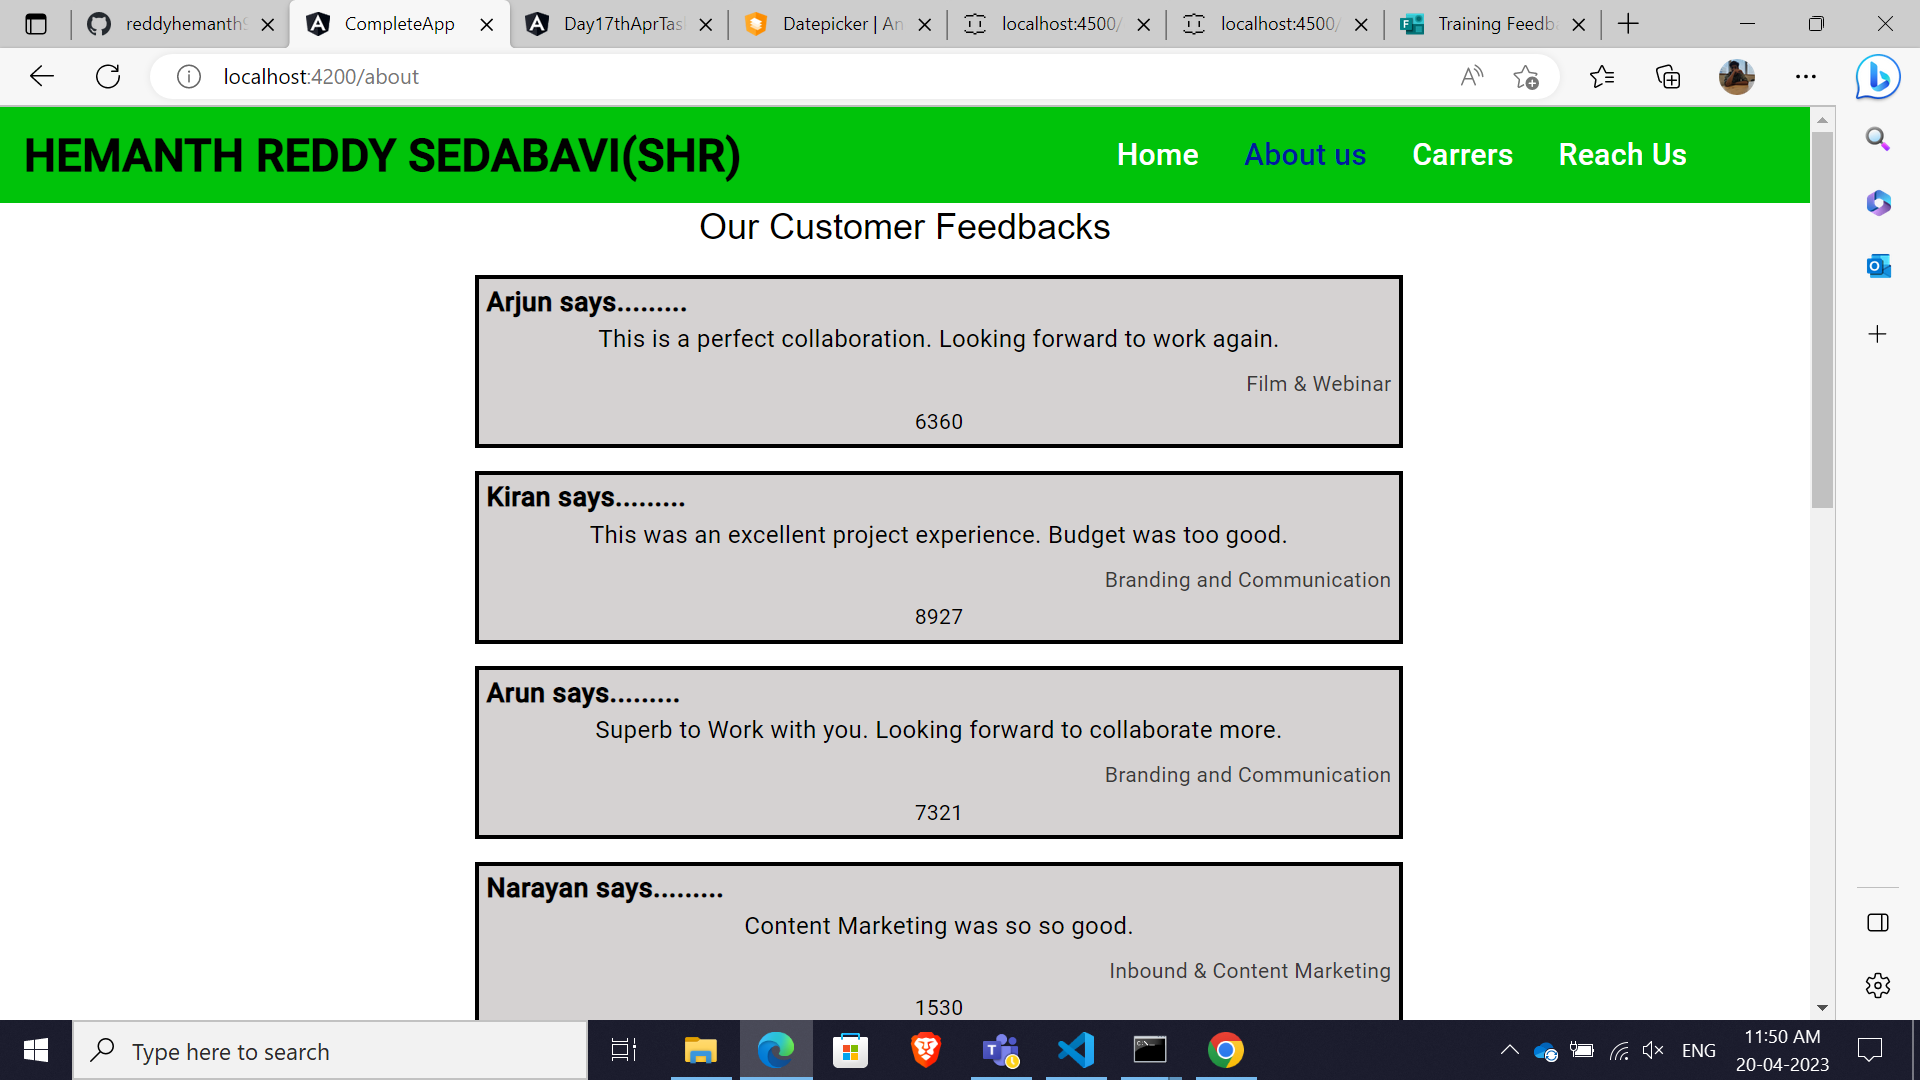 reddyhemanth
CompleteApp
Day17thAprTas
Datepicker | An
localhost:4500/
localhost:4500/
Training Feedb
localhost:4200/about
HEMANTH REDDY SEDABAVI(SHR)
Home
About us
Carrers
Reach Us
Our Customer Feedbacks
Arjun says.........
This is a perfect collaboration. Looking forward to work again.
Film & Webinar
6360
Kiran says.........
This was an excellent project experience. Budget was too good.
Branding and Communication
8927
Arun says.........
Superb to Work with you. Looking forward to collaborate more.
Branding and Communication
7321
Narayan says.........
Content Marketing was so so good.
Inbound & Content Marketing
1530
Type here to search
ENG
11:50 AM
20-04-2023